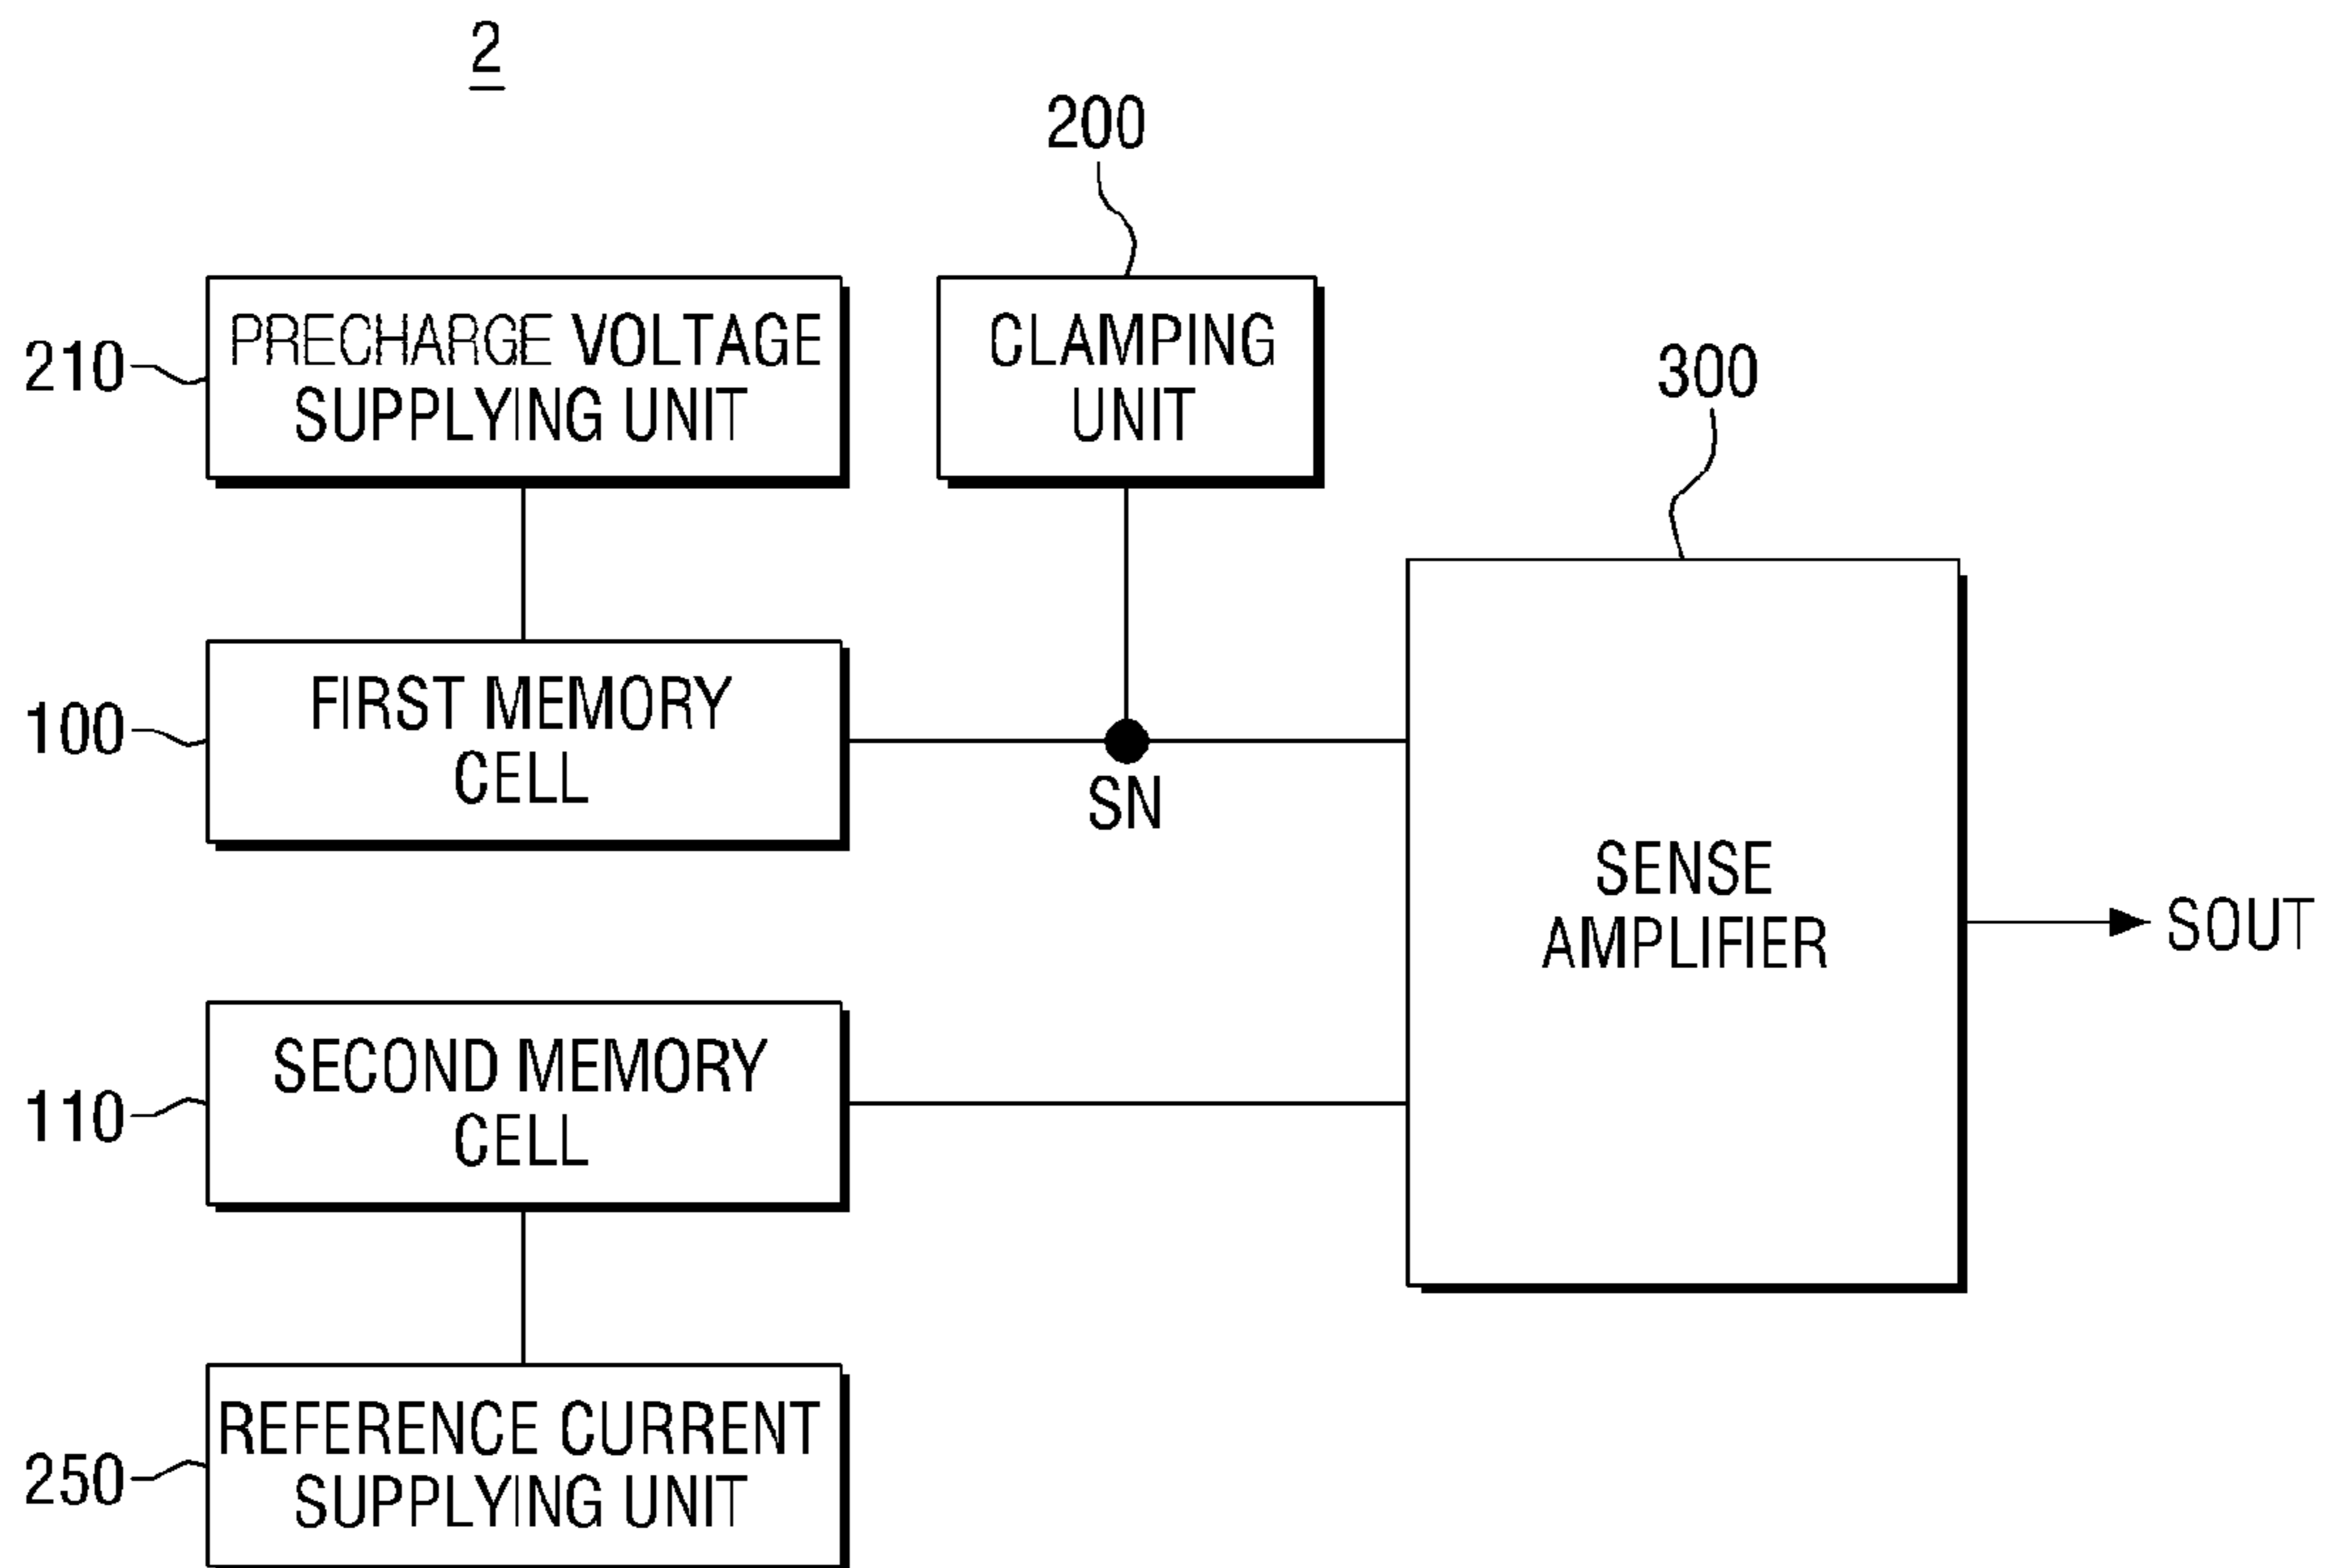 2
200
210
PRECHARGE VOLTAGE
SUPPLYING UNIT
CLAMPING
UNIT
300
100
FIRST MEMORY
CELL
SN
SENSE
AMPLIFIER
SOUT
110
SECOND MEMORY
CELL
250
REFERENCE CURRENT
SUPPLYING UNIT